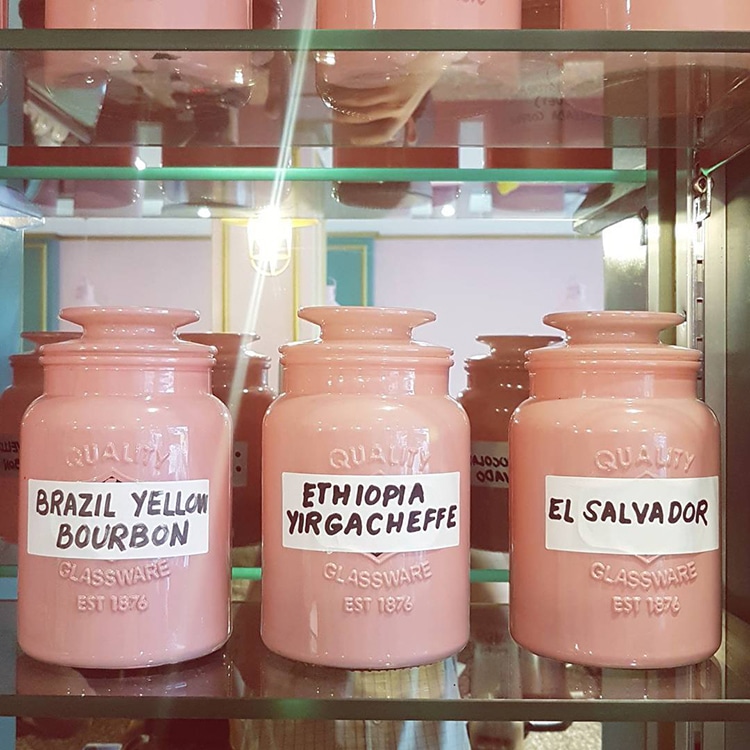 QUALITY
BRAZIL YELLOW
BOURBON
GLASSWARE
EST 1876
QUALITY
ETHIOPIA
YIRGACHEFFE
GLASSWARE
EST 1876
QUALITY
EL SALVADOR
GLASSWARE
EST 1876